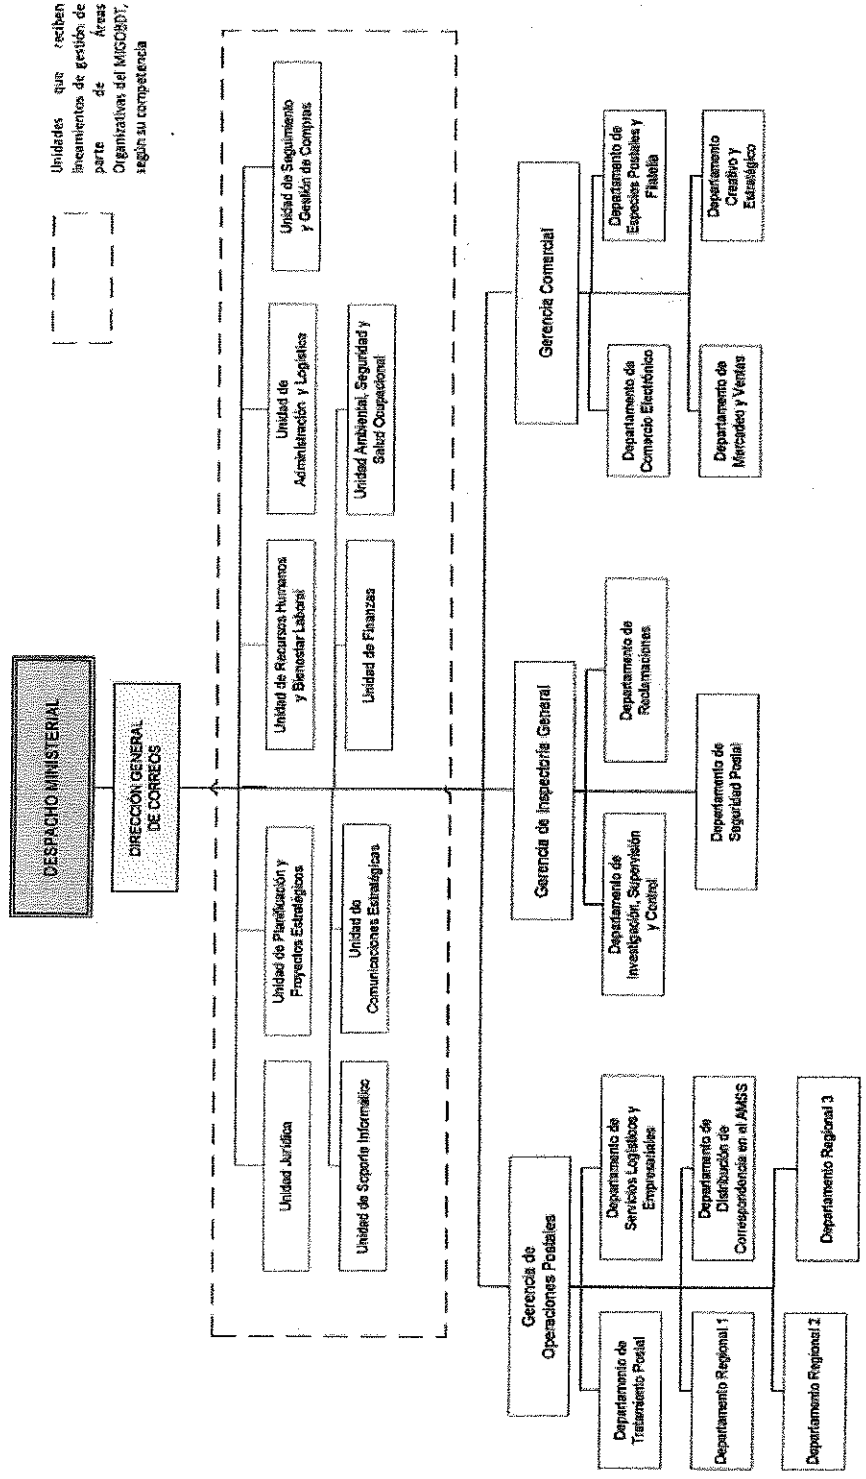 Unidades que reciben
lineamientos de gestión de
parte de Áreas
Organizativas del MIGOBDT,
según su competencia
DESPACHO MINISTERIAL
DIRECCIÓN GENERAL
DE CORREOS
Unidad Jurídica
Unidad de Planificación y
Proyectos Estratégicos
Unidad de Recursos Humanos
y Bienestar Laboral
Unidad de
Administración y Logística
Unidad de Seguimiento
y Gestión de Compras
Unidad de Soporte Informático
Unidad de
Comunicaciones Estratégicas
Unidad de Finanzas
Unidad Ambiental, Seguridad y
Salud Ocupacional
Gerencia de
Operaciones Postales
Departamento de
Tratamiento Postal
Departamento de
Servicios Logísticos y
Empresariales
Departamento Regional 1
Departamento de
Distribución de
Correspondencia en el AMSS
Departamento Regional 2
Departamento Regional 3
Gerencia de Inspectoría General
Departamento de
Investigación, Supervisión
y Control
Departamento de
Reclamaciones
Departamento de
Seguridad Postal
Gerencia Comercial
Departamento de
Comercio Electrónico
Departamento de
Especies Postales y
Filatelia
Departamento de
Mercadeo y Ventas
Departamento
Creativo y
Estratégico